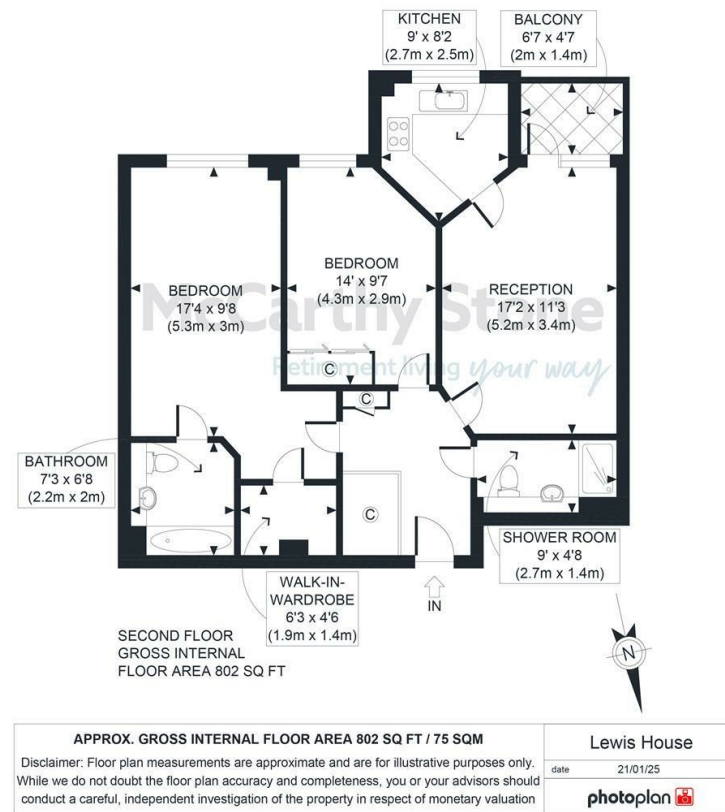 KITCHEN
9' x 8'2
(2.7m x 2.5m)
BALCONY
6'7 x 4'7
(2m x 1.4m)
BEDROOM
17'4 x 9'8
(5.3m x 3m)
BEDROOM
14' x 9'7
(4.3m x 2.9m)
RECEPTION
17'2 x 11'3
(5.2m x 3.4m)
McCarthy Stone
Retirement living your way
C
C
C
BATHROOM
7'3 x 6'8
(2.2m x 2m)
WALK-IN-
WARDROBE
6'3 x 4'6
(1.9m x 1.4m)
SHOWER ROOM
9' x 4'8
(2.7m x 1.4m)
IN
N
SECOND FLOOR
GROSS INTERNAL
FLOOR AREA 802 SQ FT
APPROX. GROSS INTERNAL FLOOR AREA 802 SQ FT / 75 SQM
Disclaimer: Floor plan measurements are approximate and are for illustrative purposes only.
While we do not doubt the floor plan accuracy and completeness, you or your advisors should
conduct a careful, independent investigation of the property in respect of monetary valuation
Lewis House
date 21/01/25
photoplan